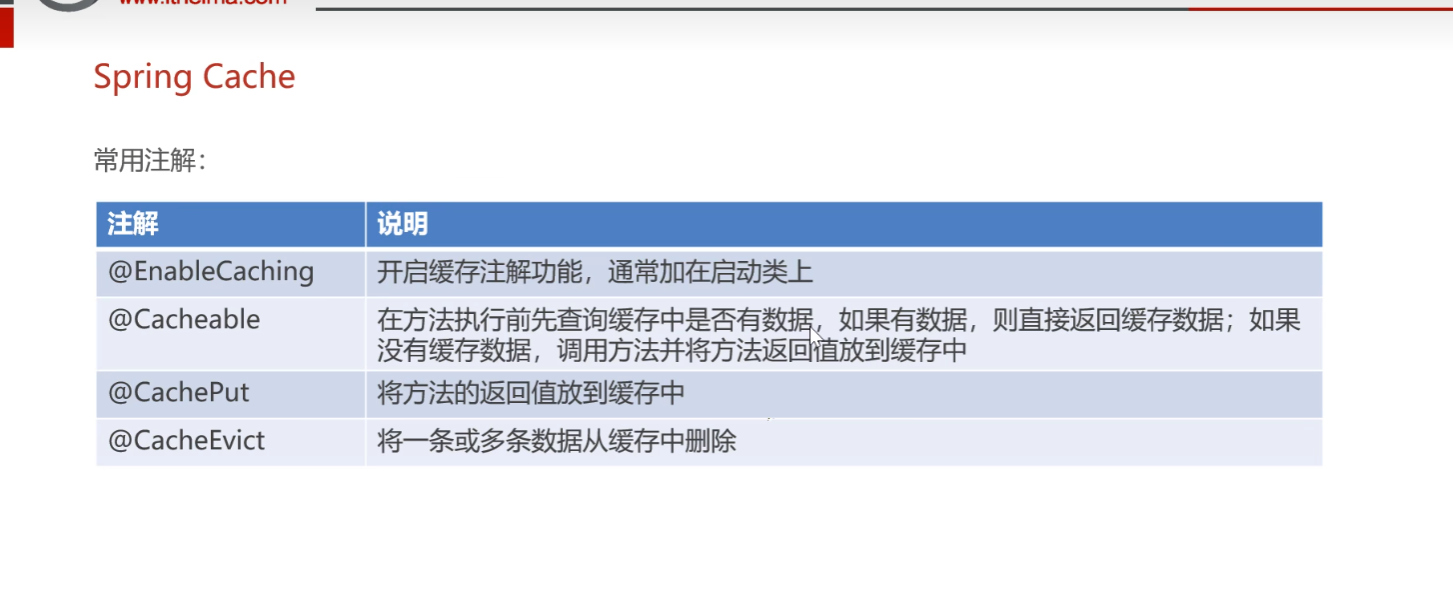 www.itheima.com
Spring Cache
常用注解：
注解 说明
@EnableCaching 开启缓存注解功能，通常加在启动类上
@Cacheable 在方法执行前先查询缓存中是否有数据，如果有数据，则直接返回缓存数据；如果
没有缓存数据，调用方法并将方法返回值放到缓存中
@CachePut 将方法的返回值放到缓存中
@CacheEvict 将一条或多条数据从缓存中删除